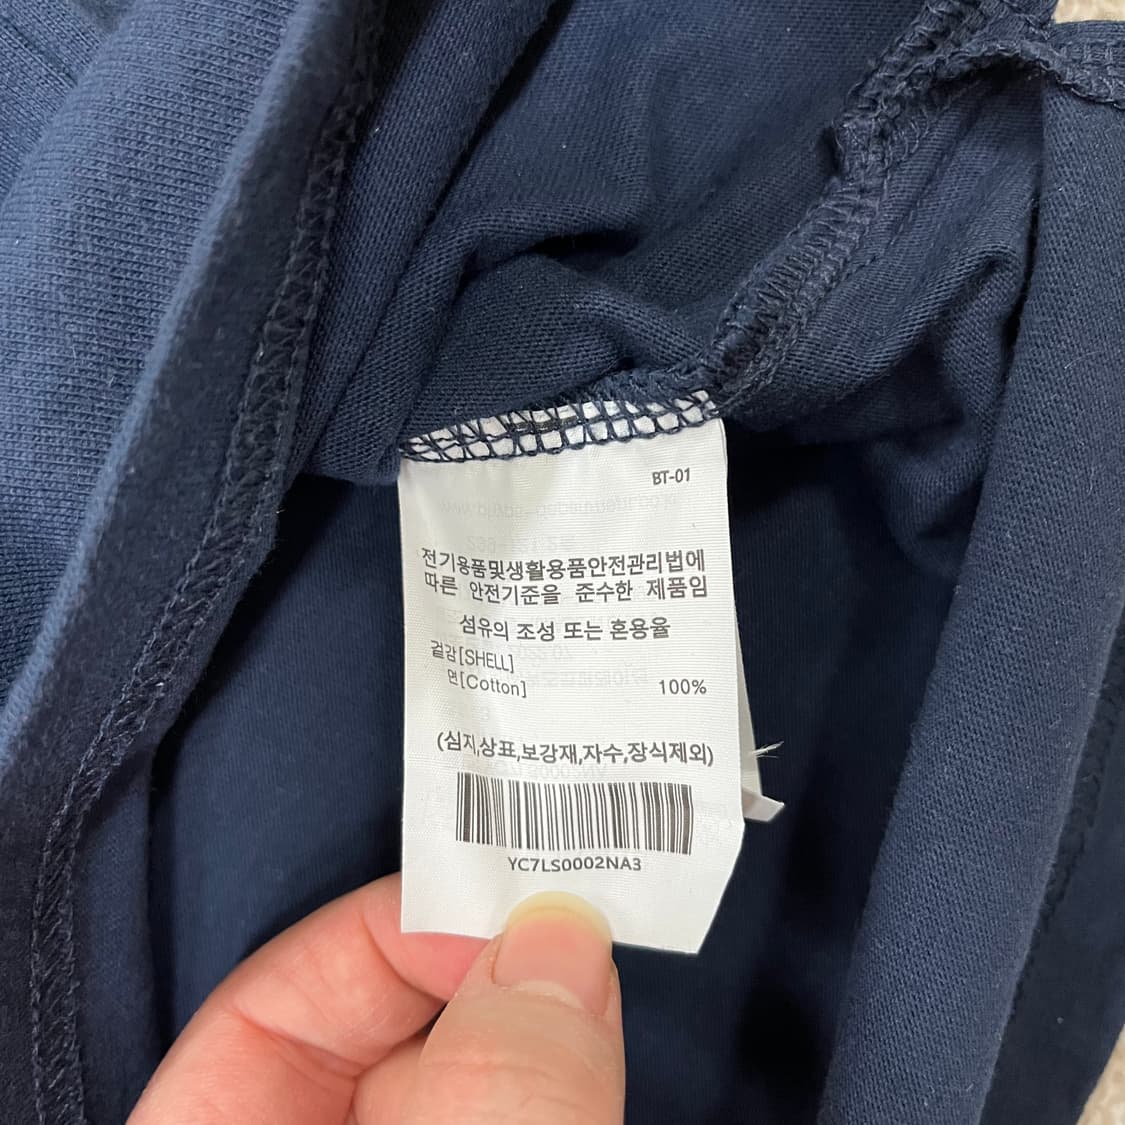 BT-01
전기용품및생활용품안전관리법에
따른 안전기준을 준수한 제품임
섬유의 조성 또는 혼용율
겉감[SHELL]
면[Cotton] 100%
(심지,상표,보강재,자수,장식제외)
YC7LS0002NA3